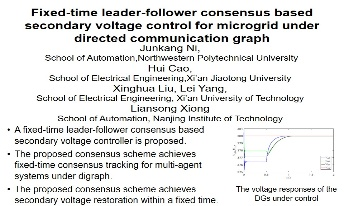 Fixed-time leader-follower consensus based
secondary voltage control for microgrid under
directed communication graph
Junkang Ni,
School of Automation,Northwestern Polytechnical University
Hui Cao,
School of Electrical Engineering,Xi'an Jiaotong University
Xinghua Liu, Lei Yang,
School of Electrical Engineering, Xi'an University of Technology
Liansong Xiong
School of Automation, Nanjing Institute of Technology
• A fixed-time leader-follower consensus based
secondary voltage controller is proposed.
• The proposed consensus scheme achieves
fixed-time consensus tracking for multi-agent
systems under digraph.
• The proposed consensus scheme achieves
secondary voltage restoration within a fixed time.
The voltage responses of the
DGs under control